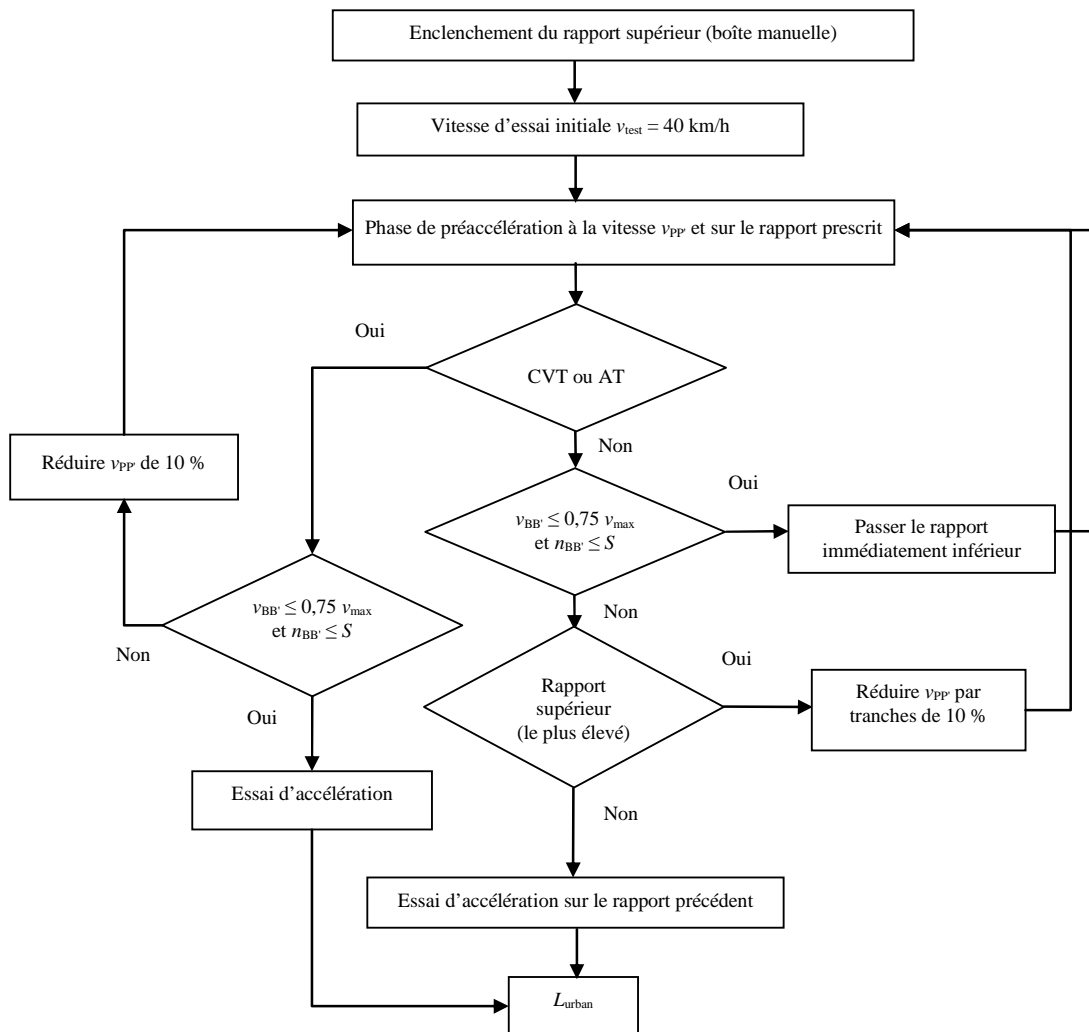 Enclenchement du rapport supérieur (boîte manuelle)
Vitesse d’essai initiale vtest = 40 km/h
Phase de préaccélération à la vitesse vPP' et sur le rapport prescrit
Oui
CVT ou AT
Non
Réduire vPP' de 10 %
Oui
vBB' ≤ 0,75 vmax
et nBB' ≤ S
Passer le rapport
immédiatement inférieur
vBB' ≤ 0,75 vmax
et nBB' ≤ S
Non
Non
Oui
Rapport
supérieur
(le plus élevé)
Réduire vPP' par
tranches de 10 %
Oui
Essai d’accélération
Non
Essai d’accélération sur le rapport précédent
Lurban